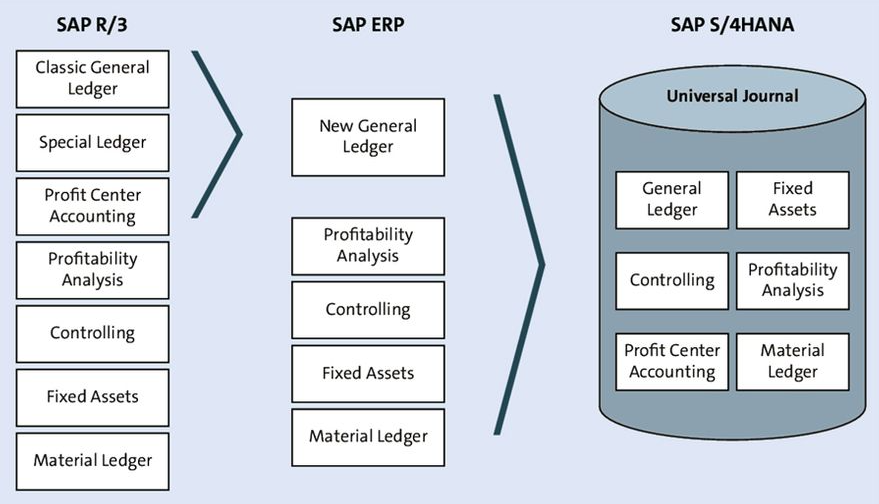 SAP R/3
Classic General
Ledger
Special Ledger
Profit Center
Accounting
Profitability
Analysis
Controlling
Fixed Assets
Material Ledger
SAP ERP
New General
Ledger
Profitability
Analysis
Controlling
Fixed Assets
Material Ledger
SAP S/4HANA
Universal Journal
General
Ledger
Fixed
Assets
Controlling
Profitability
Analysis
Profit Center
Accounting
Material
Ledger